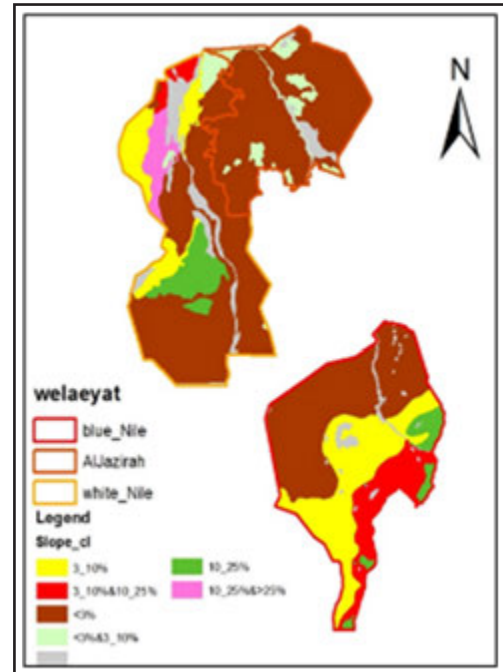 N
welaeyat
blue_Nile
AlJazirah
white_Nile
Legend
Slope_cl
3_10%
10_25%
3_10%&10_25%
10_25%&>25%
<3%
<3%&3_10%